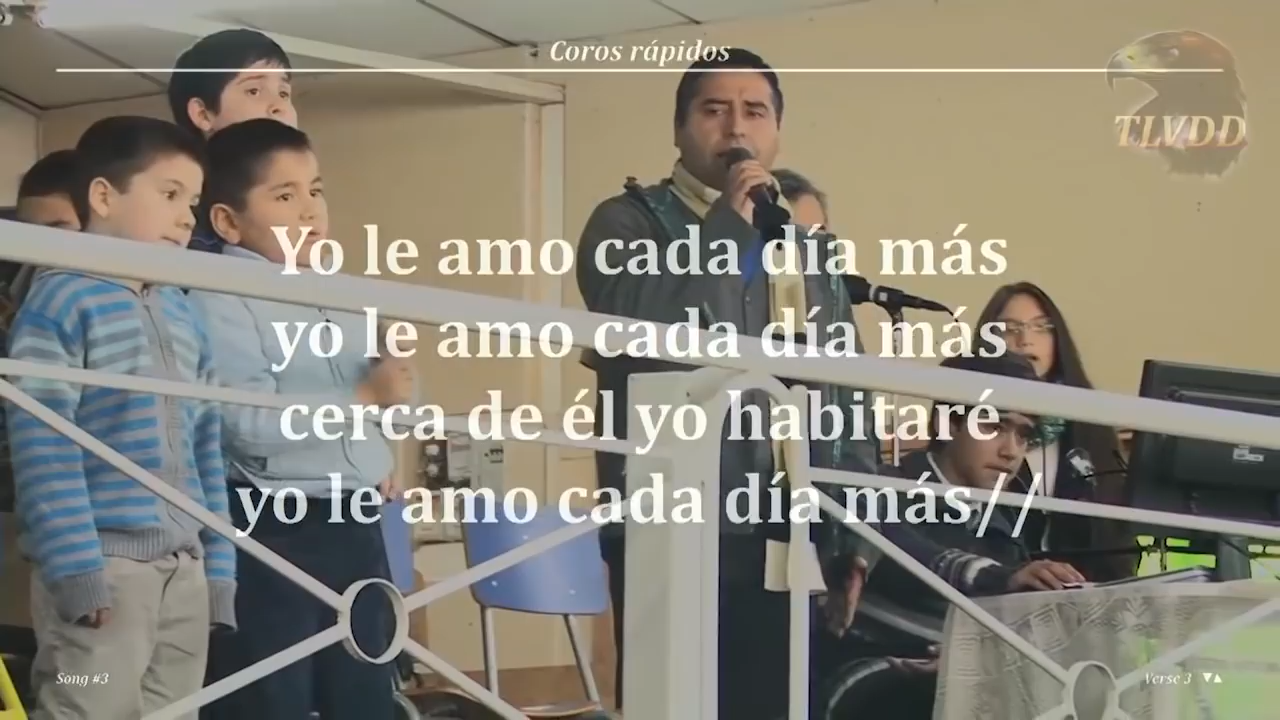 Coros rápidos
TLVDD
Yo le amo cada día más
yo le amo cada día más
cerca de él yo habitaré
yo le amo cada día más//
Song #3
Verse 3 ▼▲